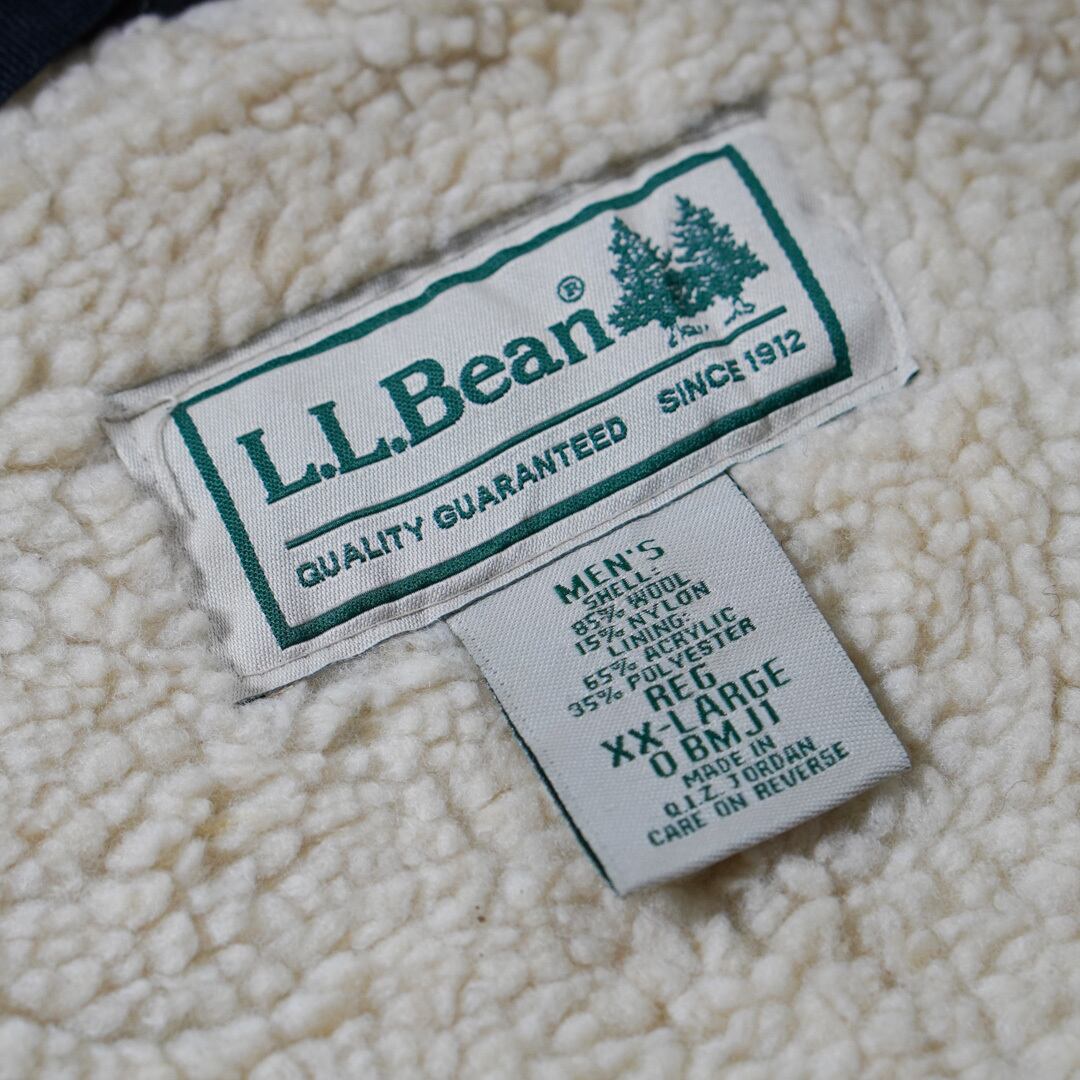 L.L.Bean®
QUALITY GUARANTEED SINCE 1912
MEN'S
SHELL:
85% WOOL
15% NYLON
LINING:
65% ACRYLIC
35% POLYESTER
REG
XX-LARGE
0 BMJ1
MADE IN
Q.I.Z. JORDAN
CARE ON REVERSE